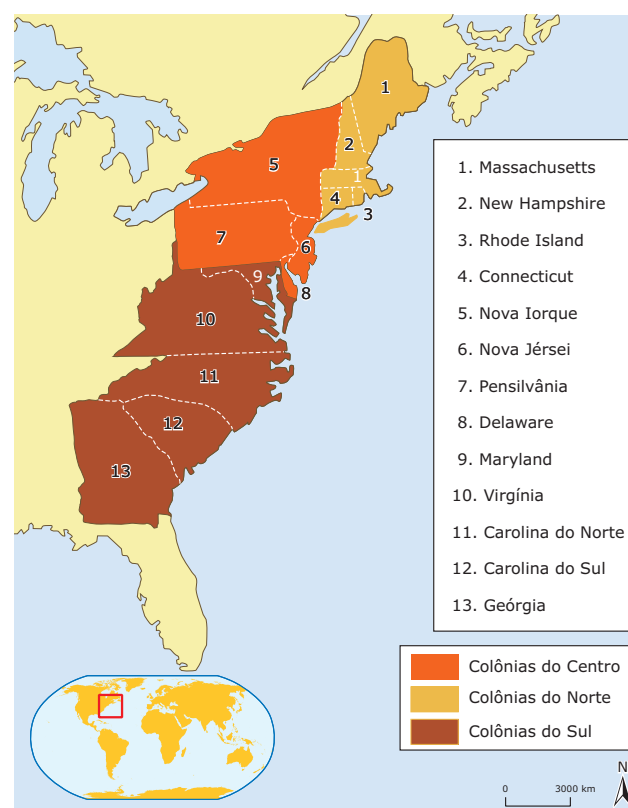 1
2
1
5
4
3
7
6
9
8
10
11
12
13
1. Massachusetts
2. New Hampshire
3. Rhode Island
4. Connecticut
5. Nova Iorque
6. Nova Jérsei
7. Pensilvânia
8. Delaware
9. Maryland
10. Virgínia
11. Carolina do Norte
12. Carolina do Sul
13. Geórgia
Colônias do Centro
Colônias do Norte
Colônias do Sul
N
0 3000 km